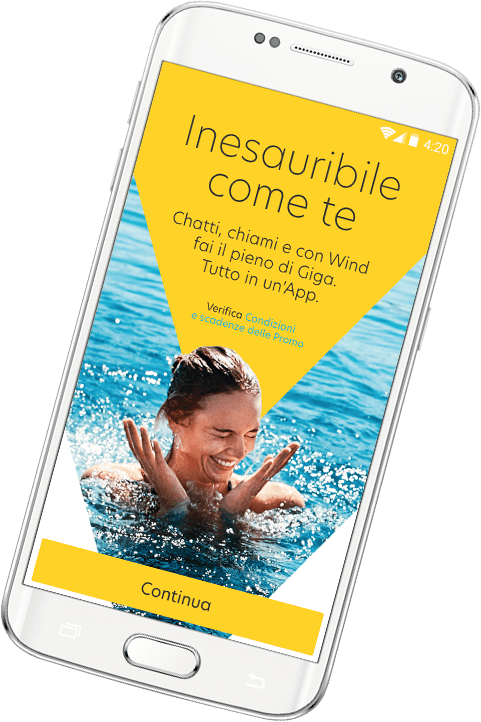 4:20
Inesauribile
come te
Chatti, chiami e con Wind
fai il pieno di Giga.
Tutto in un'App.
Verifica Condizioni
e scadenze delle Promo
Continua